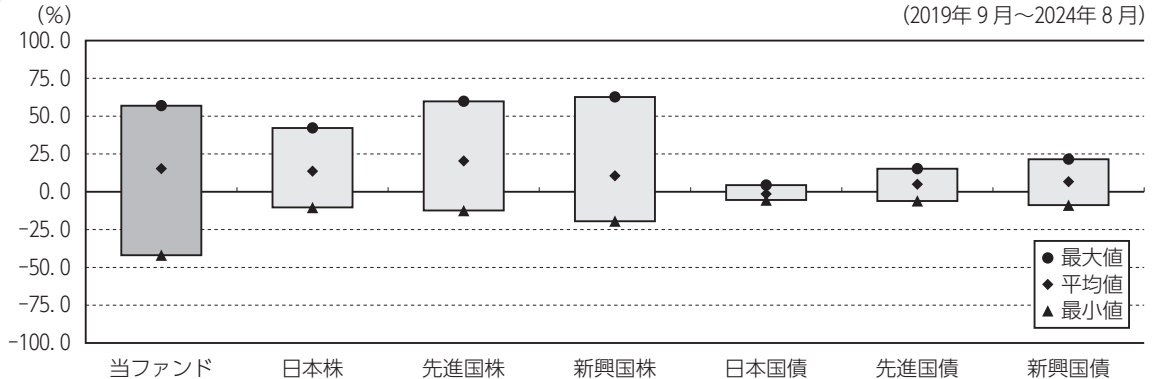 (%)
(2019年9月～2024年8月)
100.0
75.0
50.0
25.0
0.0
-25.0
-50.0
-75.0
-100.0
● 最大値
◆ 平均値
▲ 最小値
当ファンド 日本株 先進国株 新興国株 日本国債 先進国債 新興国債